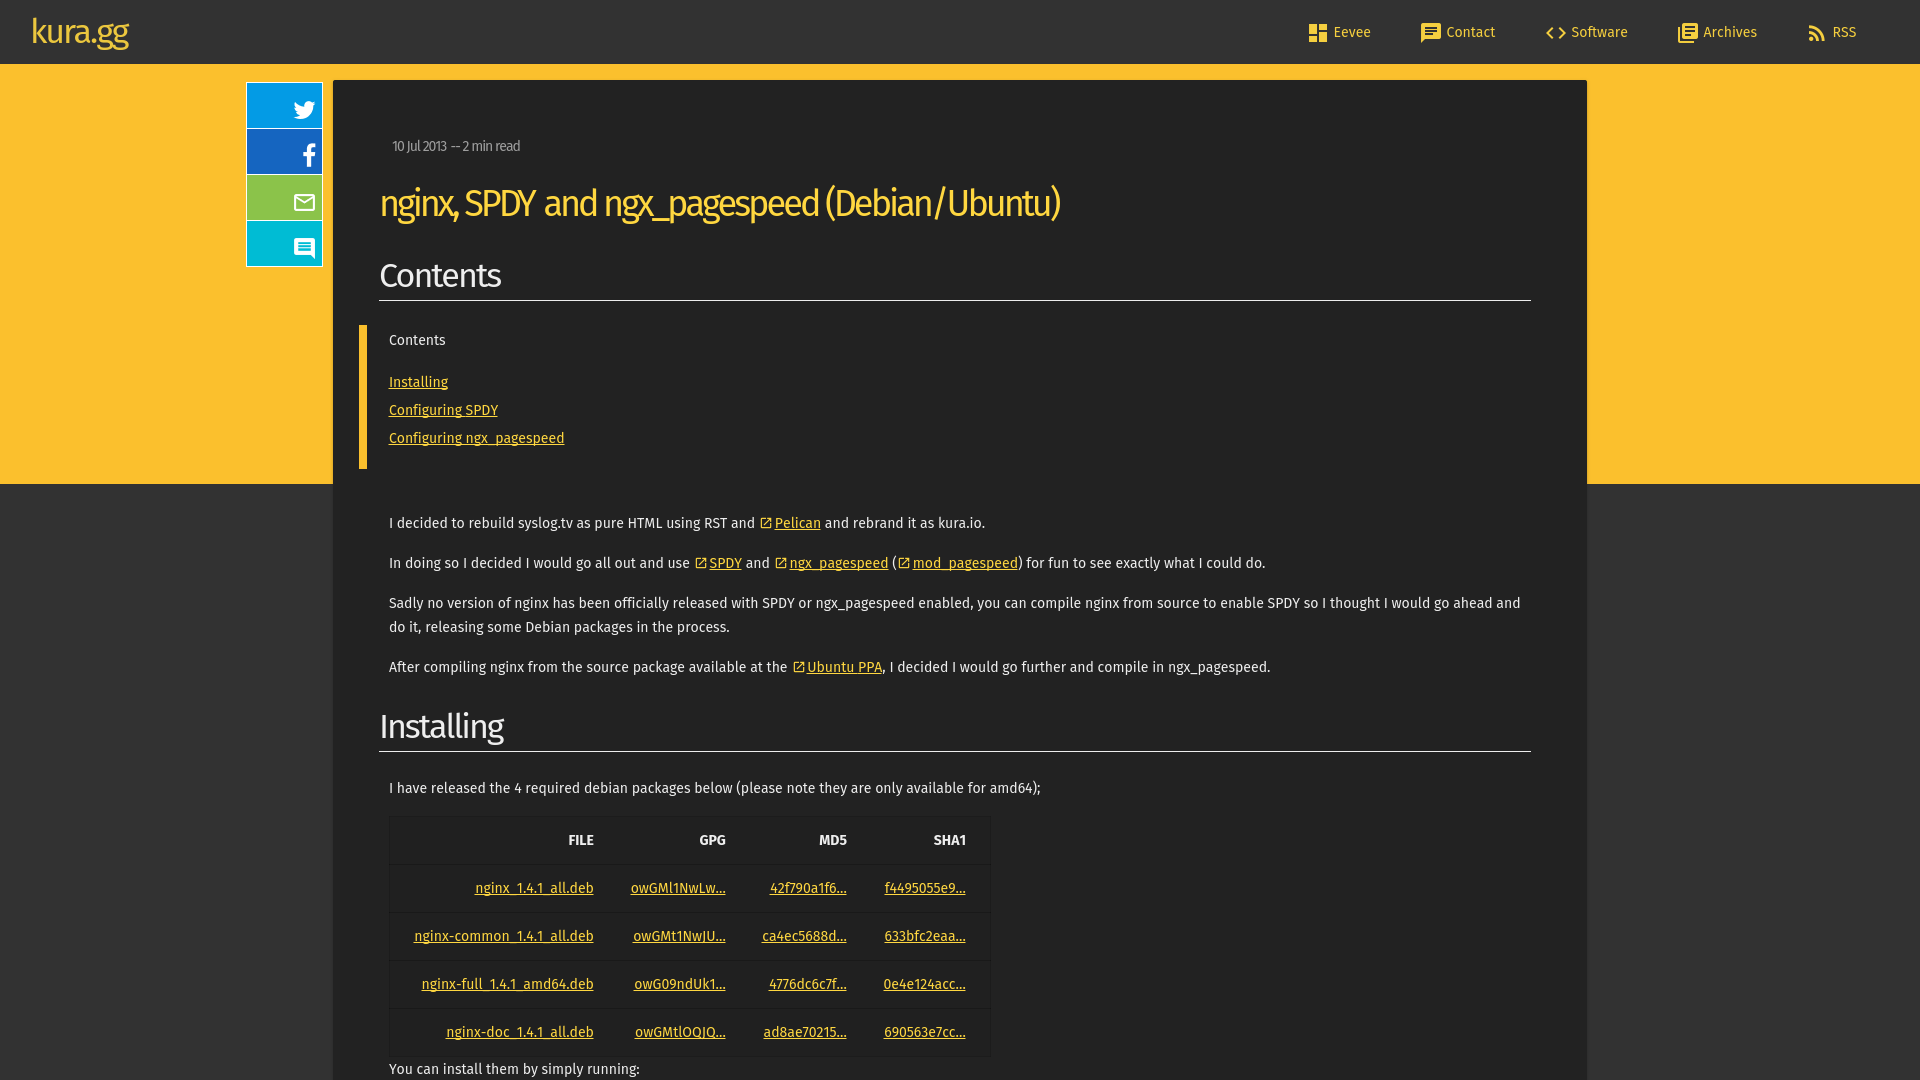 kura.gg
Eevee
Contact
Software
Archives
RSS
10 Jul 2013 -- 2 min read
nginx, SPDY and ngx_pagespeed (Debian/Ubuntu)
Contents
Contents
Installing
Configuring SPDY
Configuring ngx_pagespeed
I decided to rebuild syslog.tv as pure HTML using RST and Pelican and rebrand it as kura.io.
In doing so I decided I would go all out and use SPDY and ngx_pagespeed (mod_pagespeed) for fun to see exactly what I could do.
Sadly no version of nginx has been officially released with SPDY or ngx_pagespeed enabled, you can compile nginx from source to enable SPDY so I thought I would go ahead and
do it, releasing some Debian packages in the process.
After compiling nginx from the source package available at the Ubuntu PPA, I decided I would go further and compile in ngx_pagespeed.
Installing
I have released the 4 required debian packages below (please note they are only available for amd64);
FILE GPG MD5 SHA1
nginx_1.4.1_all.deb owGMl1NwLw... 42f790a1f6... f4495055e9...
nginx-common_1.4.1_all.deb owGMt1NwJU... ca4ec5688d... 633bfc2eaa...
nginx-full_1.4.1_amd64.deb owG09ndUk1... 4776dc6c7f... 0e4e124acc...
nginx-doc_1.4.1_all.deb owGMtlOQJQ... ad8ae70215... 690563e7cc...
You can install them by simply running: